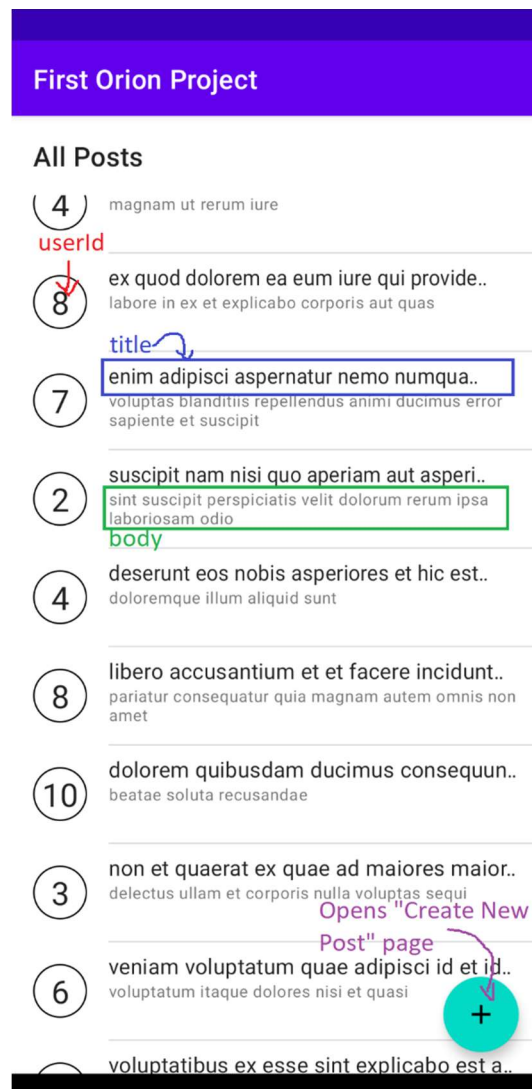 First Orion Project
All Posts
4
magnam ut rerum iure
userId
8
ex quod dolorem ea eum iure qui provide..
labore in ex et explicabo corporis aut quas
title
7
enim adipisci aspernatur nemo numqua..
voluptas blanditiis repellendus animi ducimus error
sapiente et suscipit
2
suscipit nam nisi quo aperiam aut asperi..
sint suscipit perspiciatis velit dolorum rerum ipsa
laboriosam odio
body
4
deserunt eos nobis asperiores et hic est..
doloremque illum aliquid sunt
8
libero accusantium et et facere incidunt..
pariatur consequatur quia magnam autem omnis non
amet
10
dolorem quibusdam ducimus consequun..
beatae soluta recusandae
3
non et quaerat ex quae ad maiores maior..
delectus ullam et corporis nulla voluptas sequi
Opens "Create New
Post" page
6
veniam voluptatum quae adipisci id et id..
voluptatum itaque dolores nisi et quasi
+
voluptatibus ex esse sint explicabo est a..